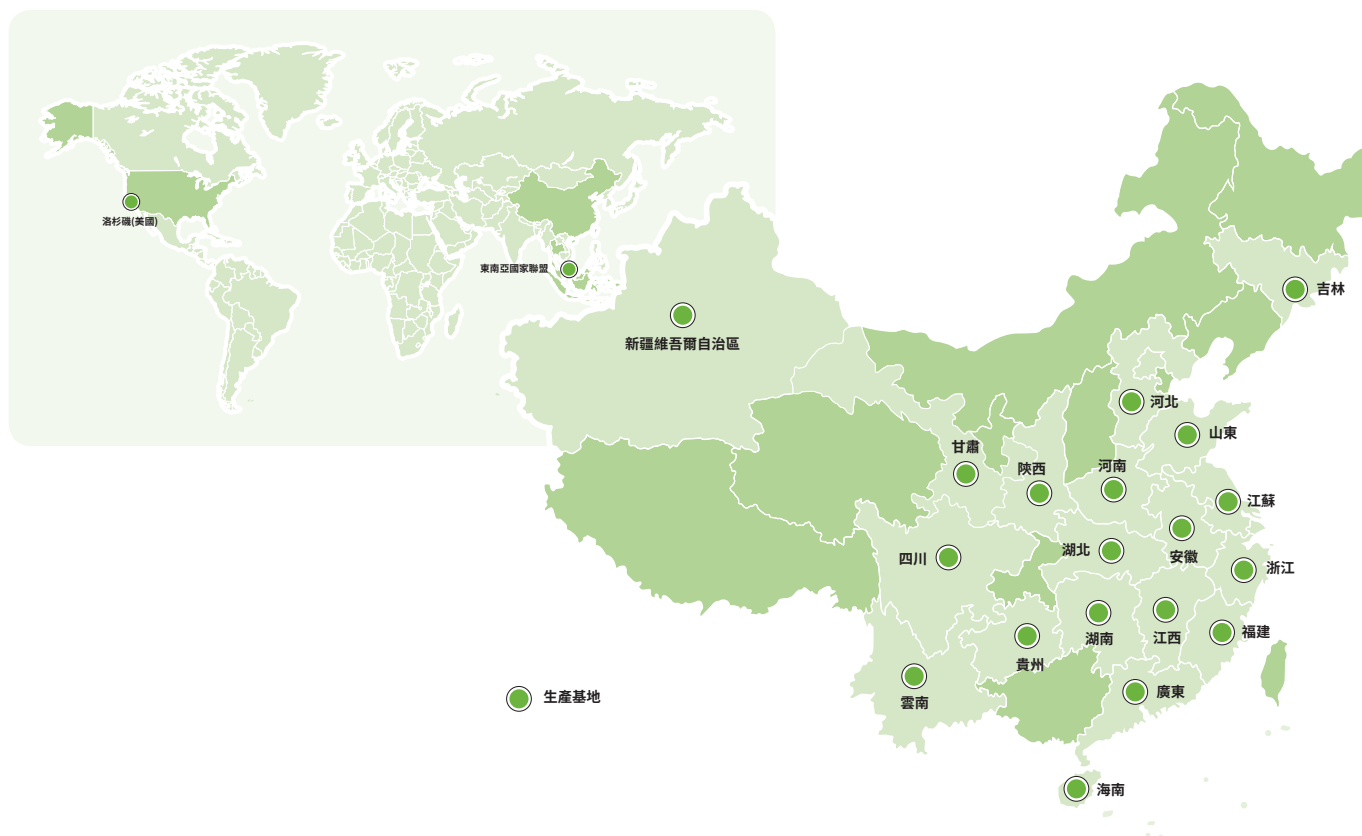 洛杉磯(美國)
東南亞國家聯盟
吉林
新疆維吾爾自治區
河北
山東
甘肅
陝西
河南
江蘇
湖北
安徽
四川
浙江
湖南
江西
福建
貴州
雲南
廣東
生產基地
海南